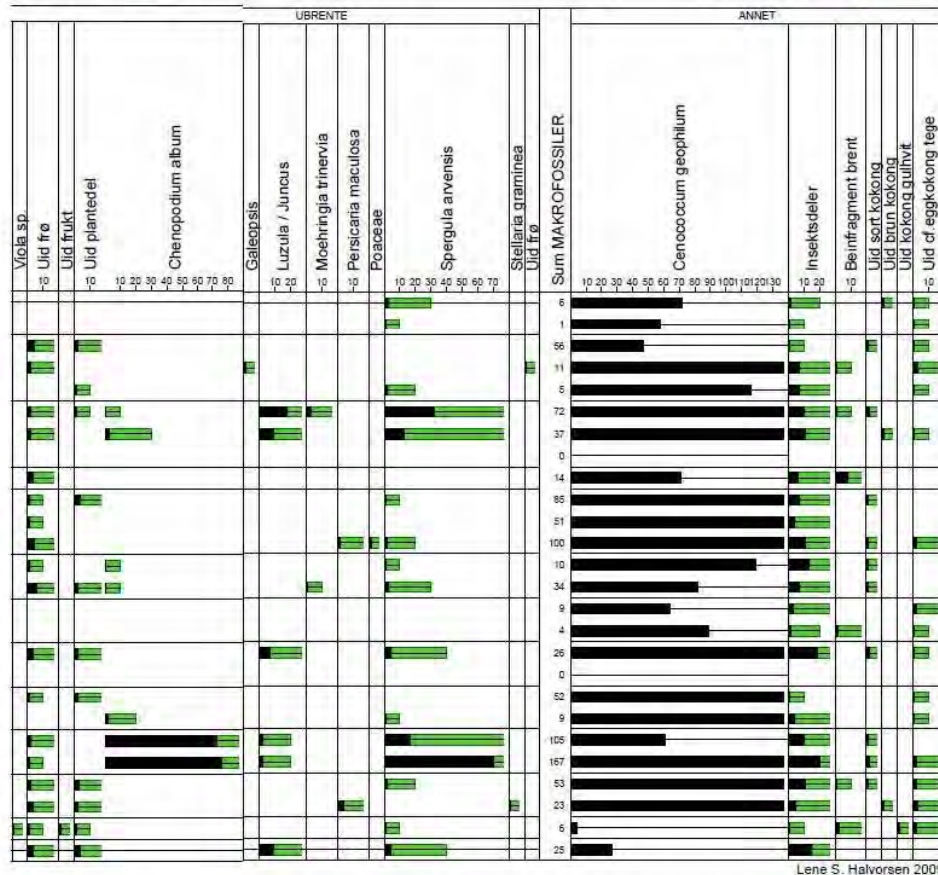 UBRENTE
ANNET
Viola sp.
Uid frø
Uid frukt
Uid plantedel
Chenopodium album
Galeopsis
Luzula / Juncus
Moehringia trinervia
Persicaria maculosa
Poaceae
Spergula arvensis
Stellaria graminea
Uid frø
Sum MAKROFOSSILER
Cenococcum geophilum
Insektsdeler
Beinfragment brent
Uid sort kokong
Uid brun kokong
Uid kokong gulhvit
Uid cf. eggkokong tege
10 10 10 20 30 40 50 60 70 80 10 20 10 10 10 20 30 40 50 60 70 10 20 30 40 50 60 70 80 90 100 110 120 130 10 20 10 10
6
1
56
11
5
72
37
0
14
85
51
100
10
34
9
4
26
0
52
9
105
167
53
23
6
25
Lene S. Halvorsen